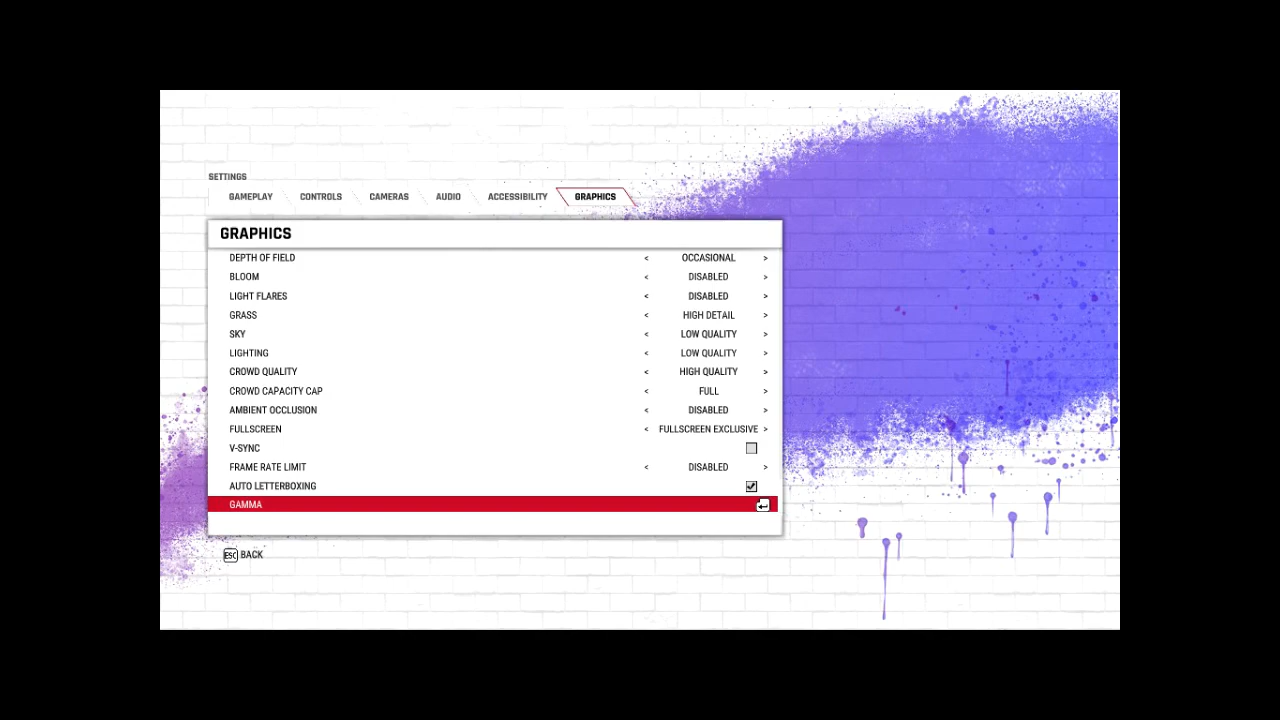 SETTINGS
GAMEPLAY CONTROLS CAMERAS AUDIO ACCESSIBILITY GRAPHICS
GRAPHICS
DEPTH OF FIELD < OCCASIONAL >
BLOOM < DISABLED >
LIGHT FLARES < DISABLED >
GRASS < HIGH DETAIL >
SKY < LOW QUALITY >
LIGHTING < LOW QUALITY >
CROWD QUALITY < HIGH QUALITY >
CROWD CAPACITY CAP < FULL >
AMBIENT OCCLUSION < DISABLED >
FULLSCREEN < FULLSCREEN EXCLUSIVE >
V-SYNC
FRAME RATE LIMIT < DISABLED >
AUTO LETTERBOXING
GAMMA
ESC BACK